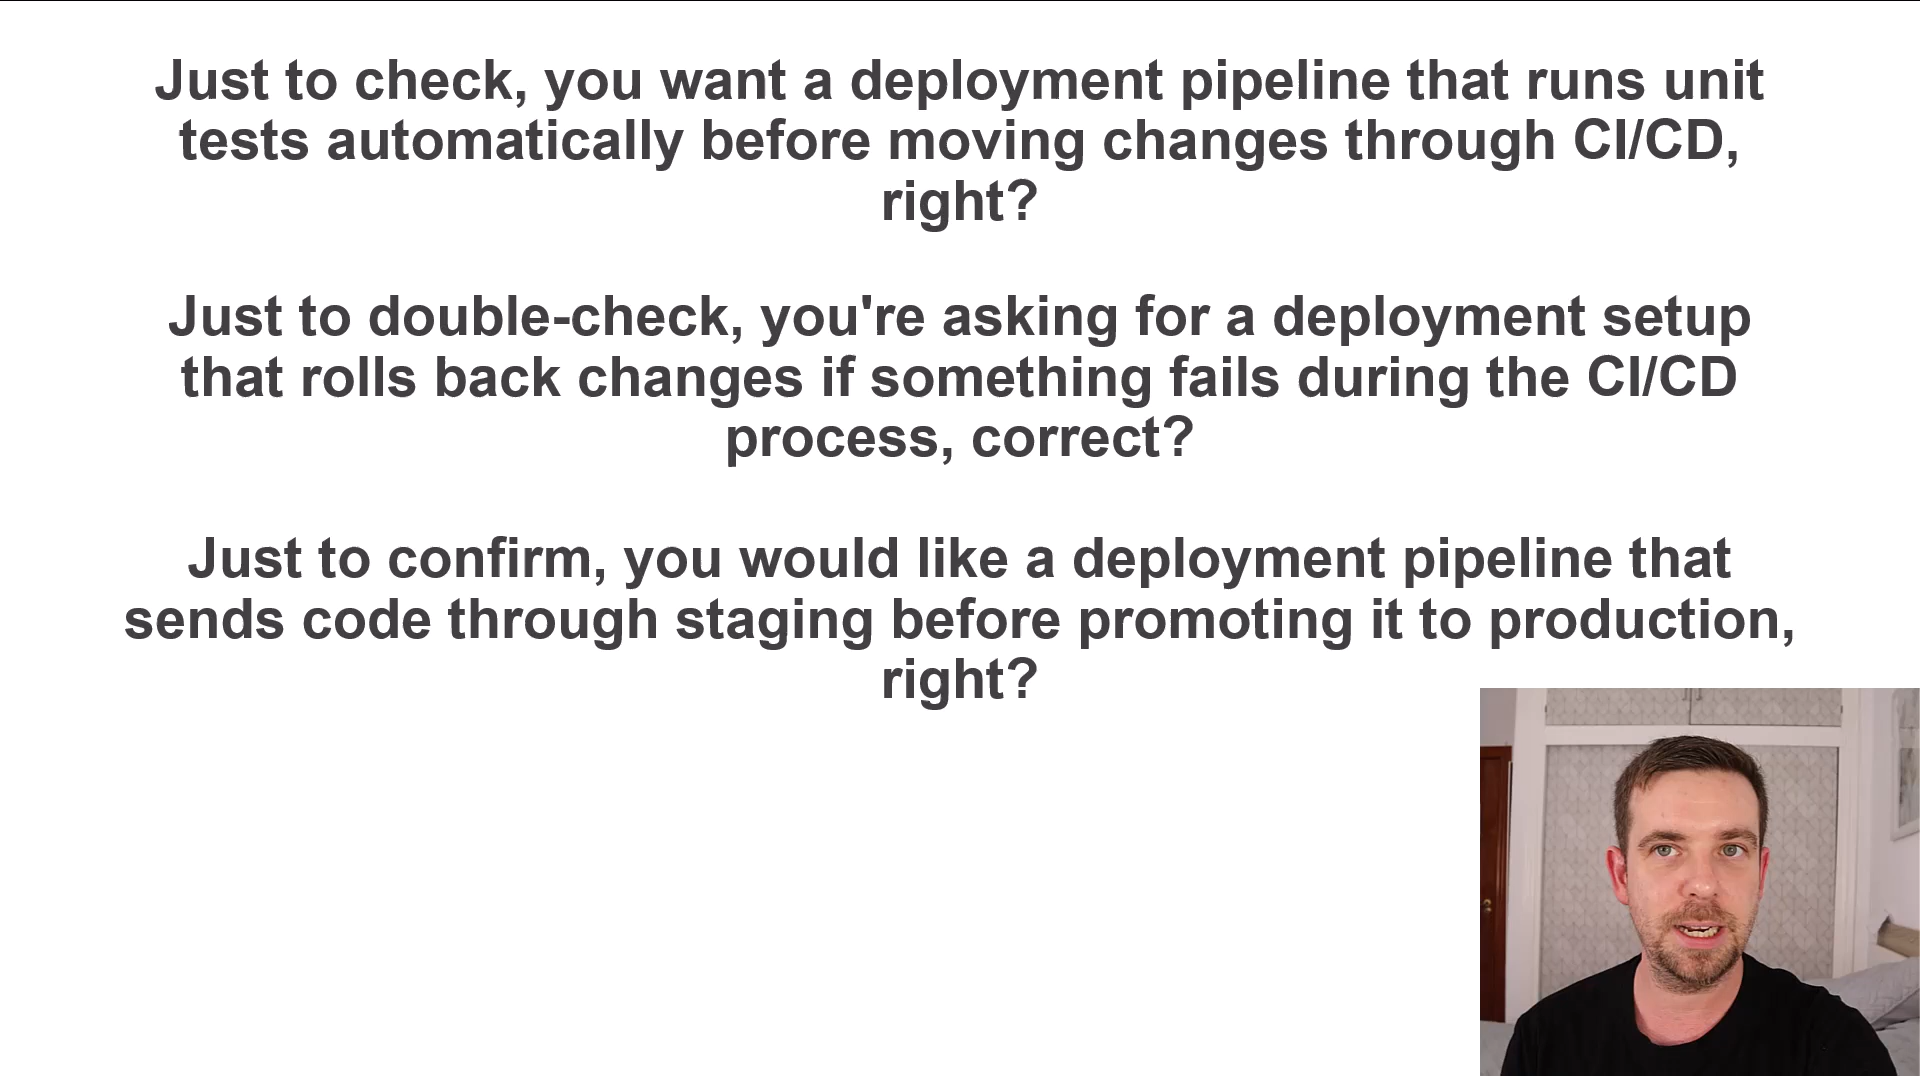 Just to check, you want a deployment pipeline that runs unit
tests automatically before moving changes through CI/CD,
right?
Just to double-check, you're asking for a deployment setup
that rolls back changes if something fails during the CI/CD
process, correct?
Just to confirm, you would like a deployment pipeline that
sends code through staging before promoting it to production,
right?